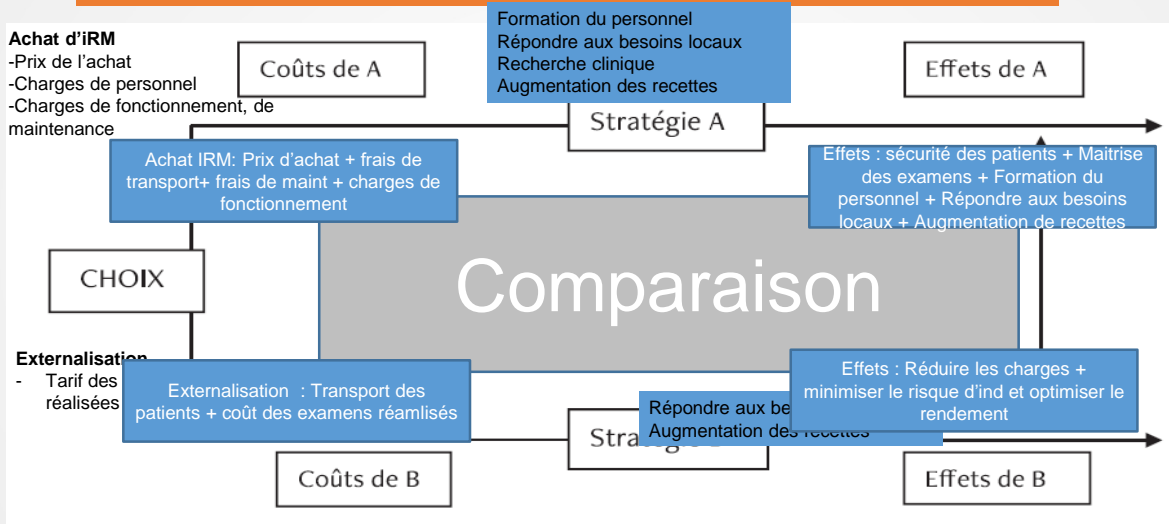 Formation du personnel
Répondre aux besoins locaux
Recherche clinique
Augmentation des recettes
Achat d'iRM
-Prix de l'achat
-Charges de personnel
-Charges de fonctionnement, de
maintenance
Coûts de A
Effets de A
Stratégie A
Achat IRM: Prix d'achat + frais de
transport+ frais de maint + charges de
fonctionnement
Effets : sécurité des patients + Maitrise
des examens + Formation du
personnel + Répondre aux besoins
locaux + Augmentation de recettes
CHOIX
Comparaison
Externalisation
- Tarif des
réalisées
Externalisation : Transport des
patients + coût des examens réamlisés
Effets : Réduire les charges +
minimiser le risque d'ind et optimiser le
rendement
Répondre aux be
Augmentation des recettes
Coûts de B
Effets de B